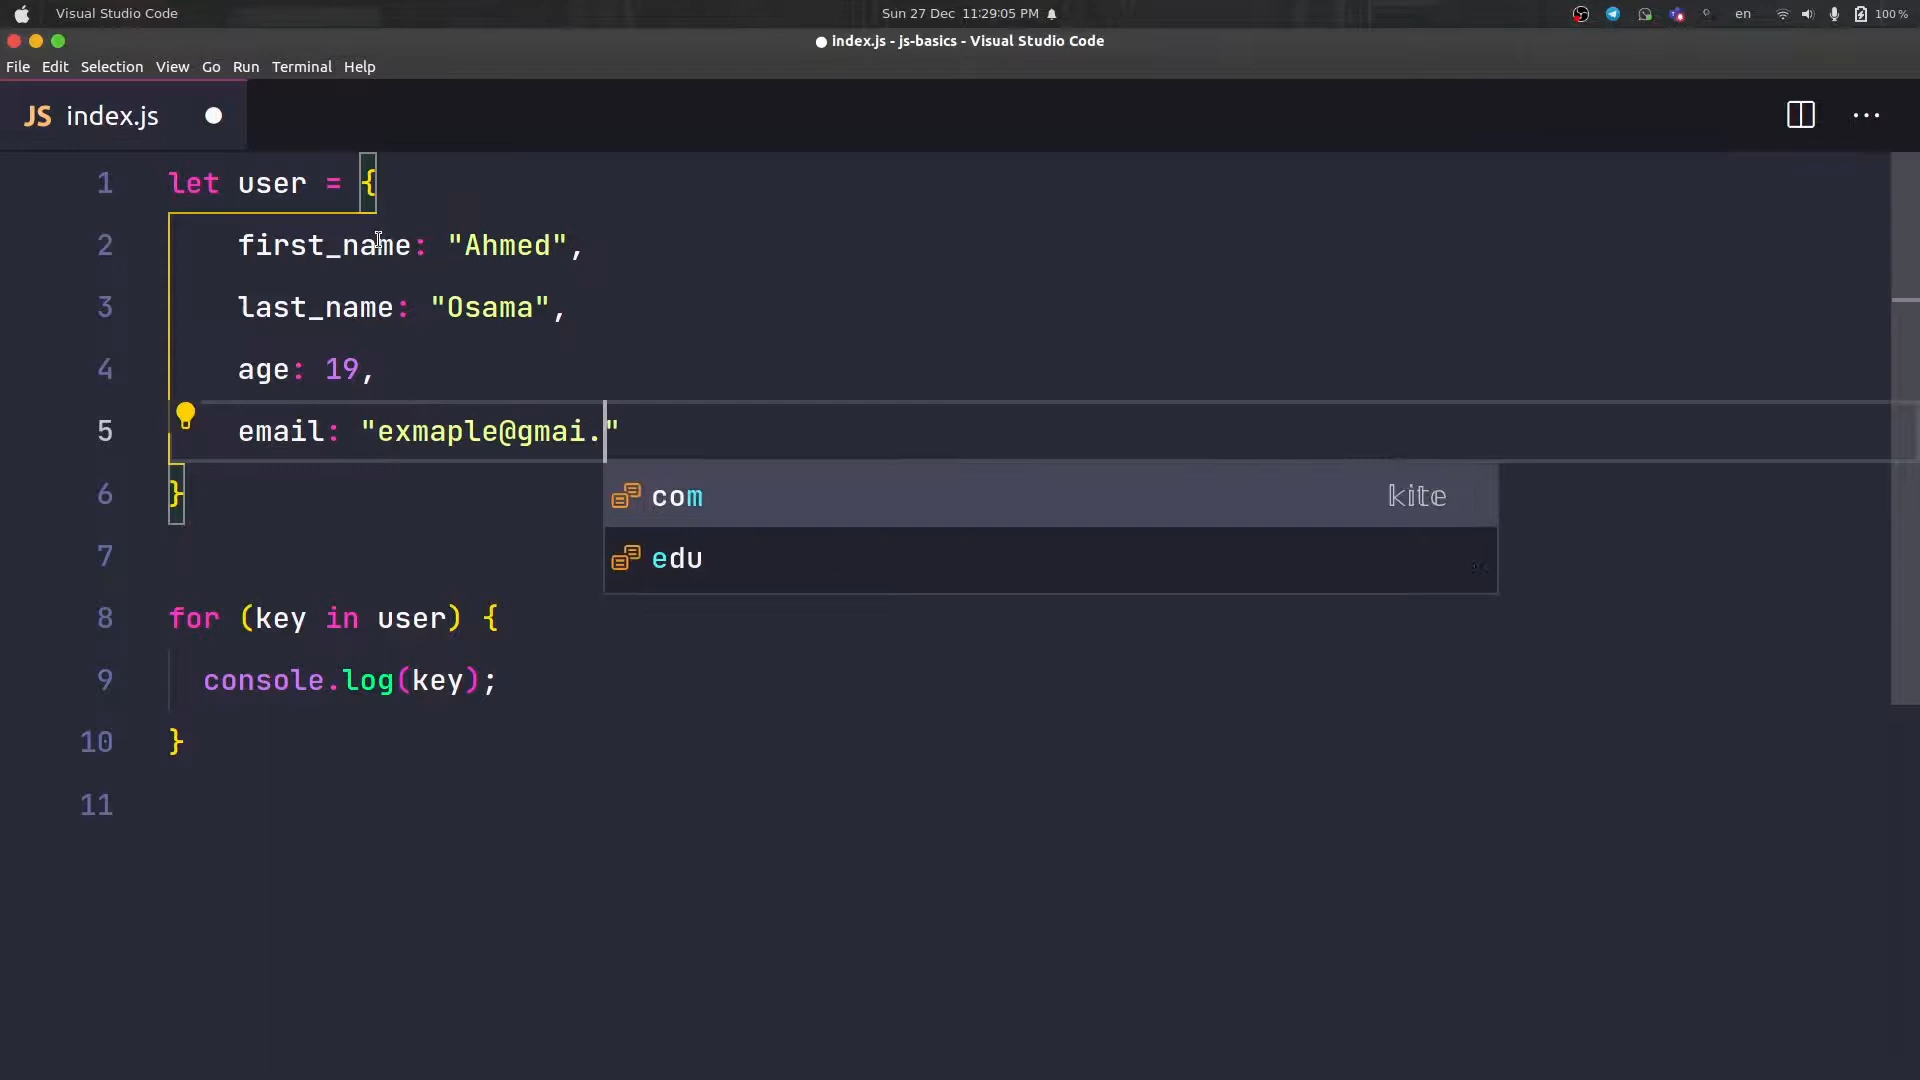 Visual Studio Code
Sun 27 Dec 11:29:05 PM
en
100 %
● index.js - js-basics - Visual Studio Code
File Edit Selection View Go Run Terminal Help
JS index.js
1 let user = {
2 first_name: "Ahmed",
3 last_name: "Osama",
4 age: 19,
5 email: "exmaple@gmai."
com kite
6 }
edu
7
8 for (key in user) {
9 console.log(key);
10 }
11